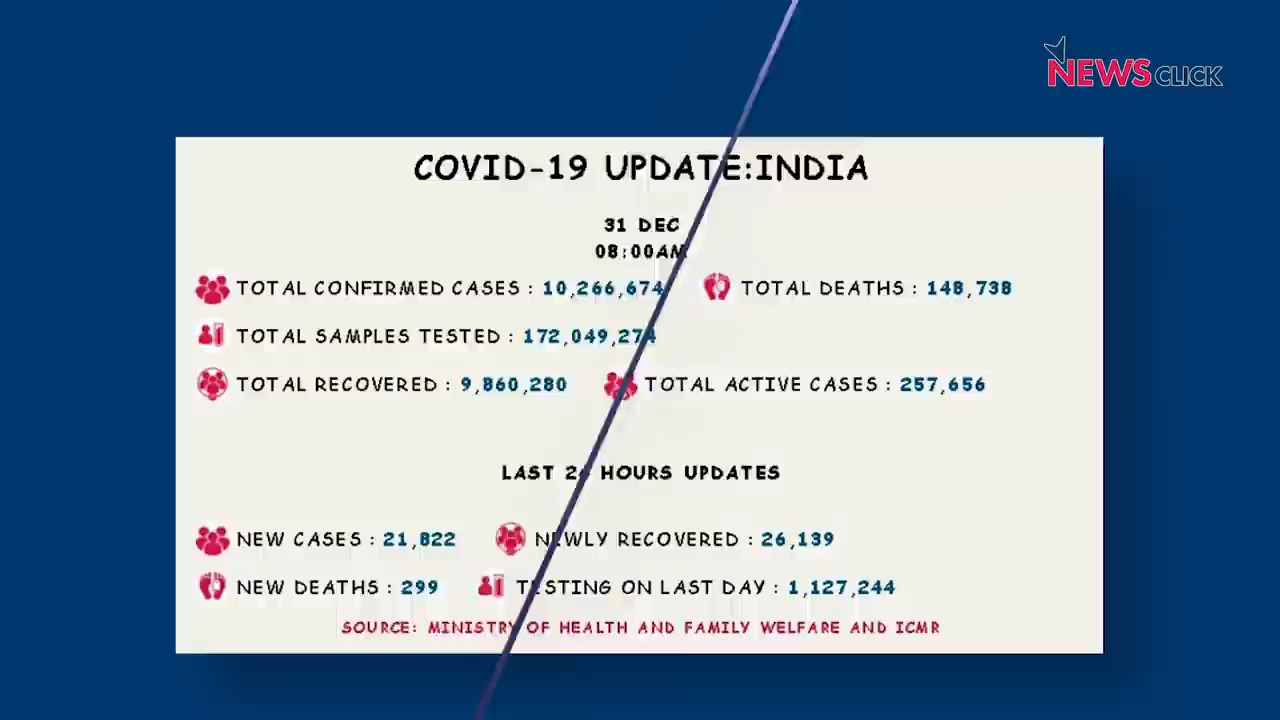 NEWSCLICK
COVID-19 UPDATE:INDIA
31 DEC
08:00AM
TOTAL CONFIRMED CASES : 10,266,674 TOTAL DEATHS : 148,738
TOTAL SAMPLES TESTED : 172,049,274
TOTAL RECOVERED : 9,860,280 TOTAL ACTIVE CASES : 257,656
LAST 24 HOURS UPDATES
NEW CASES : 21,822 NEWLY RECOVERED : 26,139
NEW DEATHS : 299 TESTING ON LAST DAY : 1,127,244
SOURCE: MINISTRY OF HEALTH AND FAMILY WELFARE AND ICMR